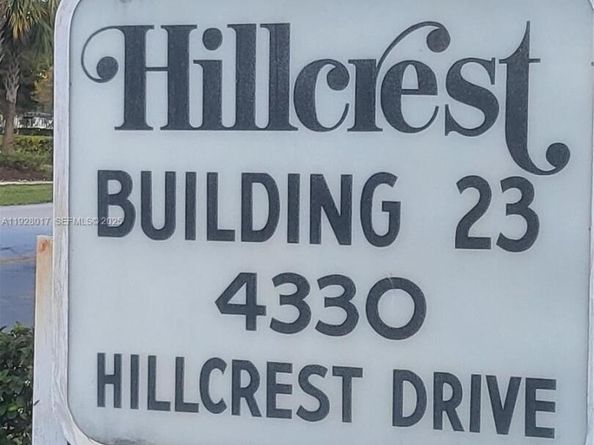 Hillcrest
BUILDING 23
A11928017 SEFMLS© 2025
4330
HILLCREST DRIVE